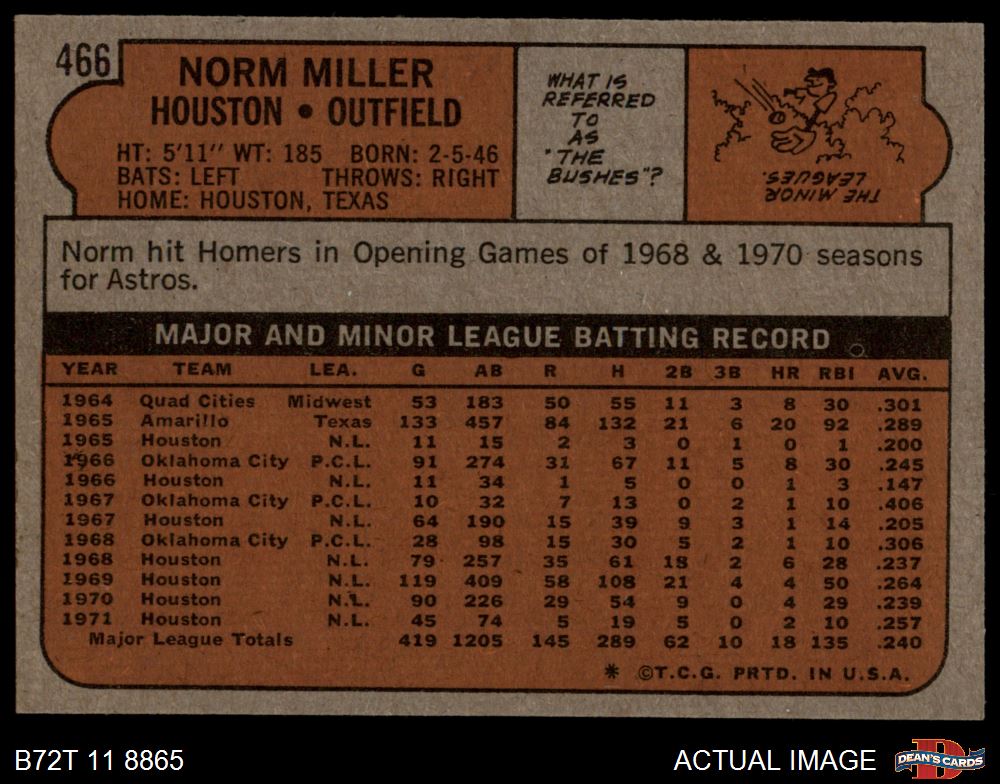 466
NORM MILLER
HOUSTON • OUTFIELD
HT: 5'11" WT: 185 BORN: 2-5-46
BATS: LEFT THROWS: RIGHT
HOME: HOUSTON, TEXAS
WHAT IS
REFERRED
TO
AS
"THE
BUSHES"?
THE MINOR
LEAGUES.
Norm hit Homers in Opening Games of 1968 & 1970 seasons
for Astros.
MAJOR AND MINOR LEAGUE BATTING RECORD
YEAR TEAM LEA. G AB R H 2B 3B HR RBI AVG.
1964 Quad Cities Midwest 53 183 50 55 11 3 8 30 .301
1965 Amarillo Texas 133 457 84 132 21 6 20 92 .289
1965 Houston N.L. 11 15 2 3 0 1 0 1 .200
1966 Oklahoma City P.C.L. 91 274 31 67 11 5 8 30 .245
1966 Houston N.L. 11 34 1 5 0 0 1 3 .147
1967 Oklahoma City P.C.L. 10 32 7 13 0 2 1 10 .406
1967 Houston N.L. 64 190 15 39 9 3 1 14 .205
1968 Oklahoma City P.C.L. 28 98 15 30 5 2 1 10 .306
1968 Houston N.L. 79 257 35 61 18 2 6 28 .237
1969 Houston N.L. 119 409 58 108 21 4 4 50 .264
1970 Houston N.L. 90 226 29 54 9 0 4 29 .239
1971 Houston N.L. 45 74 5 19 5 0 2 10 .257
Major League Totals 419 1205 145 289 62 10 18 135 .240
* ©T.C.G. PRTD. IN U.S.A.
B72T 11 8865 ACTUAL IMAGE DEAN'S CARDS